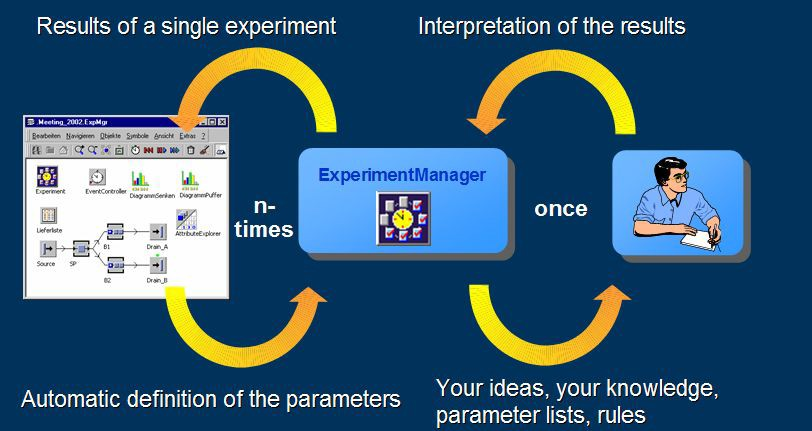 Results of a single experiment
Interpretation of the results
.Meeting_2002.ExpMgr
Bearbeiten Navigieren Objekte Symbole Ansicht Extras ?
Experiment
EventController
DiagrammSenken
DiagrammPuffer
Lieferliste
AttributeExplorer
B1
Drain_A
Source
SP
B2
Drain_B
n-
times
ExperimentManager
once
Automatic definition of the parameters
Your ideas, your knowledge,
parameter lists, rules